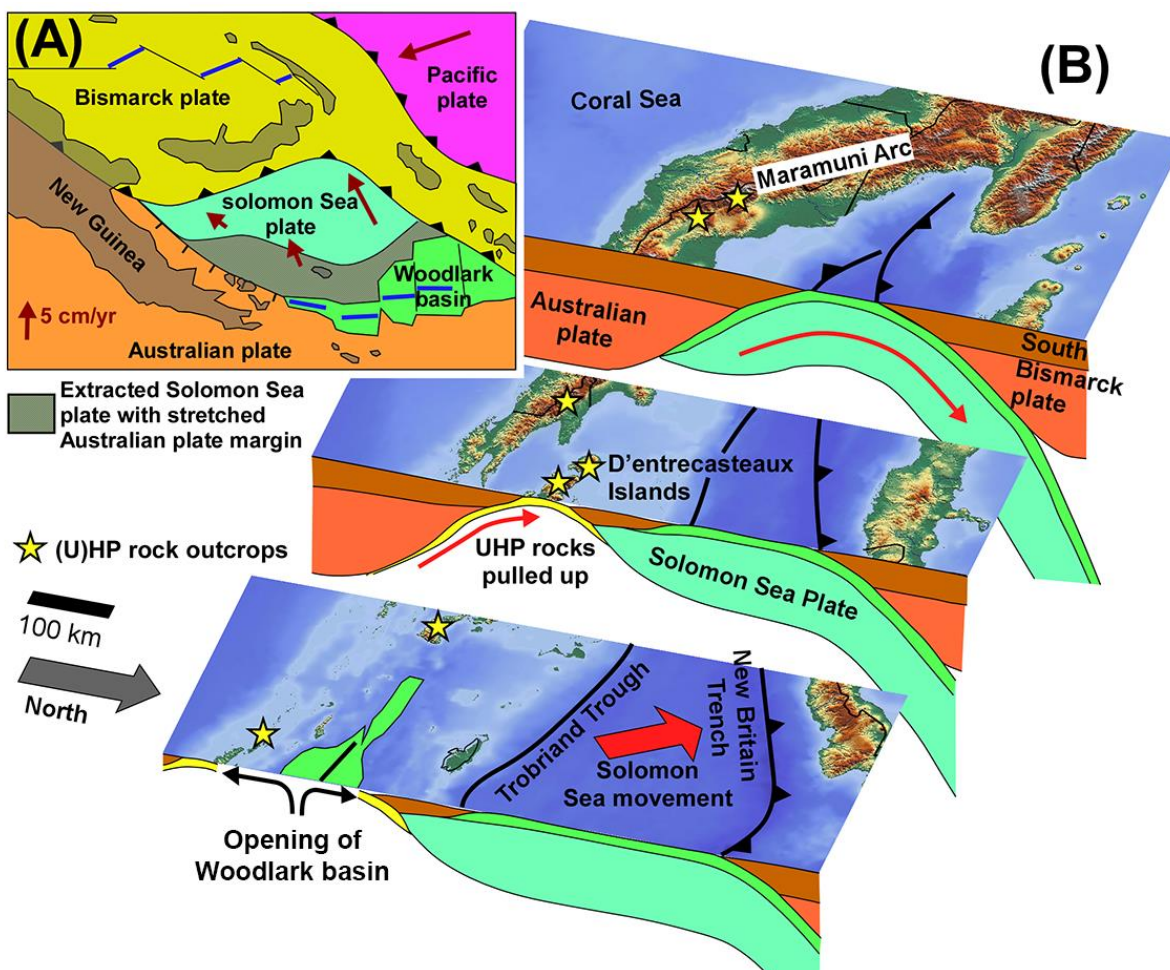 (A)
Bismarck plate
Pacific
plate
New Guinea
solomon Sea
plate
Woodlark
basin
5 cm/yr
Australian plate
Extracted Solomon Sea
plate with stretched
Australian plate margin
(U)HP rock outcrops
100 km
North
(B)
Coral Sea
Maramuni Arc
Australian
plate
South
Bismarck
plate
D'entrecasteaux
Islands
UHP rocks
pulled up
Solomon Sea Plate
Trobriand Trough
New Britain
Trench
Solomon
Sea movement
Opening of
Woodlark basin